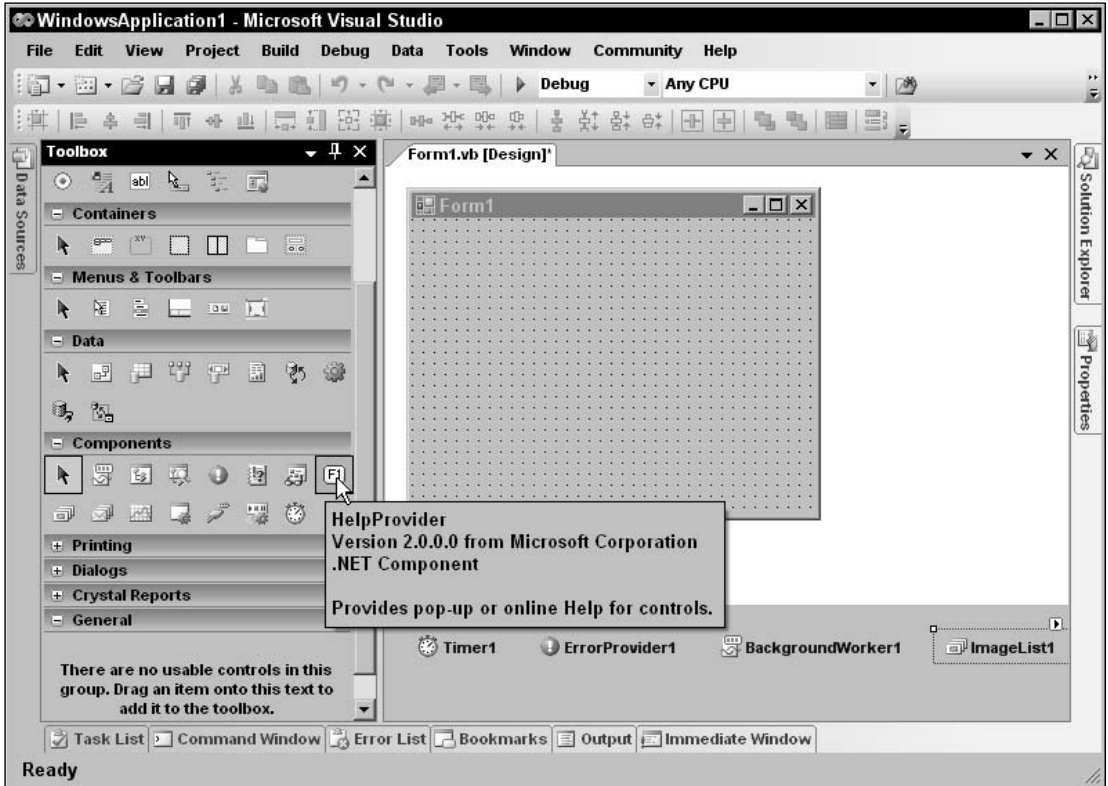 WindowsApplication1 - Microsoft Visual Studio
File Edit View Project Build Debug Data Tools Window Community Help
Debug Any CPU
Toolbox
Form1.vb [Design]*
Data Sources
Solution Explorer
Properties
abl
Form1
Containers
XY
Menus & Toolbars
Data
Components
F1
HelpProvider
Version 2.0.0.0 from Microsoft Corporation
.NET Component
Provides pop-up or online Help for controls.
Printing
Dialogs
Crystal Reports
General
There are no usable controls in this
group. Drag an item onto this text to
add it to the toolbox.
Timer1 ErrorProvider1 BackgroundWorker1 ImageList1
Task List Command Window Error List Bookmarks Output Immediate Window
Ready